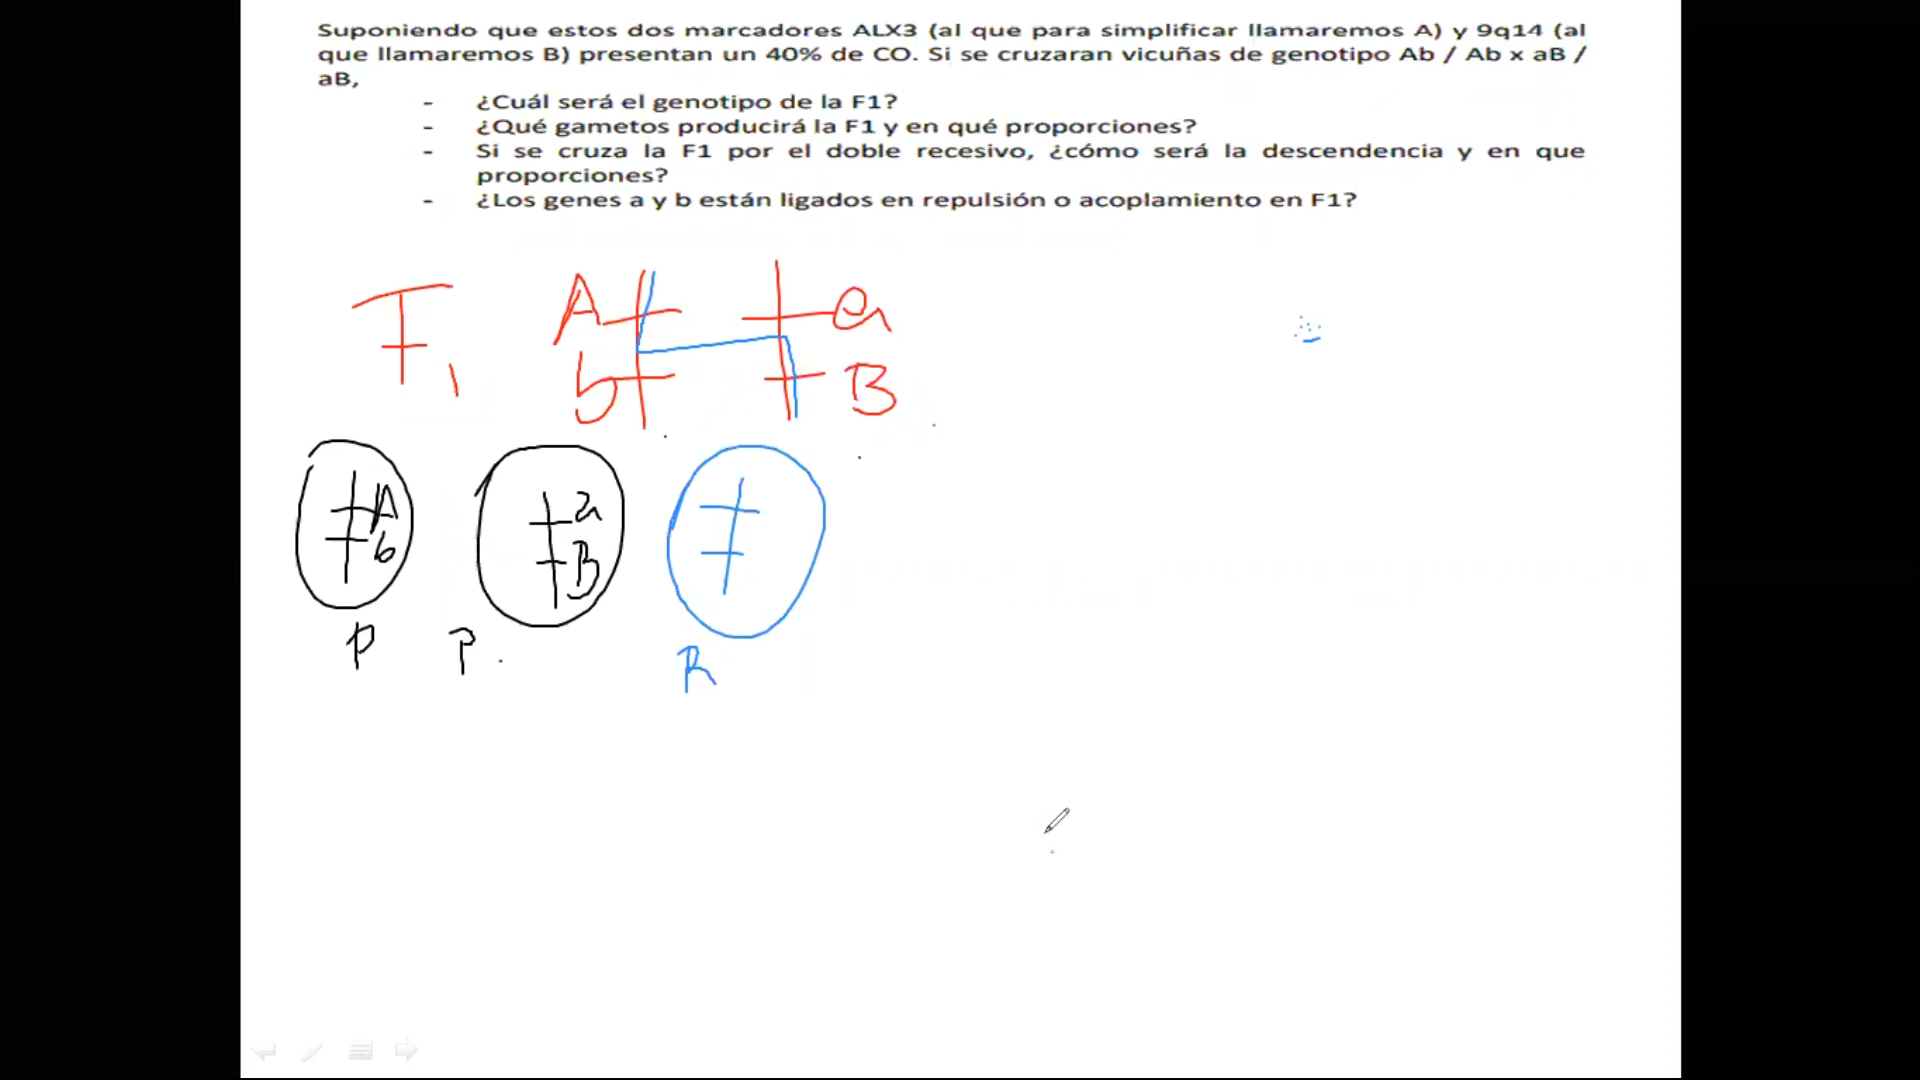 Suponiendo que estos dos marcadores ALX3 (al que para simplificar llamaremos A) y 9q14 (al
que llamaremos B) presentan un 40% de CO. Si se cruzaran vicuñas de genotipo Ab / Ab x aB /
aB,
- ¿Cuál será el genotipo de la F1?
- ¿Qué gametos producirá la F1 y en qué proporciones?
- Si se cruza la F1 por el doble recesivo, ¿cómo será la descendencia y en que
proporciones?
- ¿Los genes a y b están ligados en repulsión o acoplamiento en F1?
F1 A a
b B
A a
b B
P P R